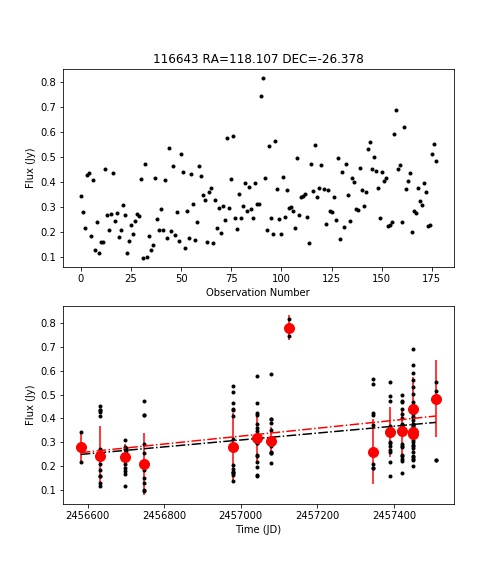 116643 RA=118.107 DEC=-26.378
0.8
0.7
0.6
0.5
0.4
0.3
0.2
0.1
Flux (Jy)
0 25 50 75 100 125 150 175
Observation Number
0.8
0.7
0.6
0.5
0.4
0.3
0.2
0.1
Flux (Jy)
2456600 2456800 2457000 2457200 2457400
Time (JD)